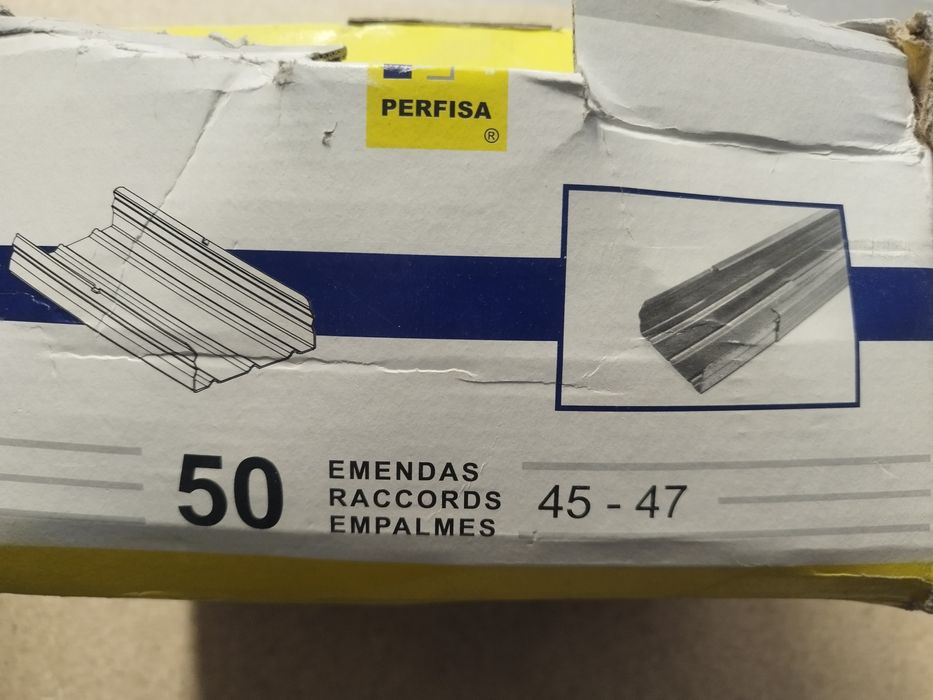 PERFISA
®
50
EMENDAS
RACCORDS
EMPALMES
45 - 47